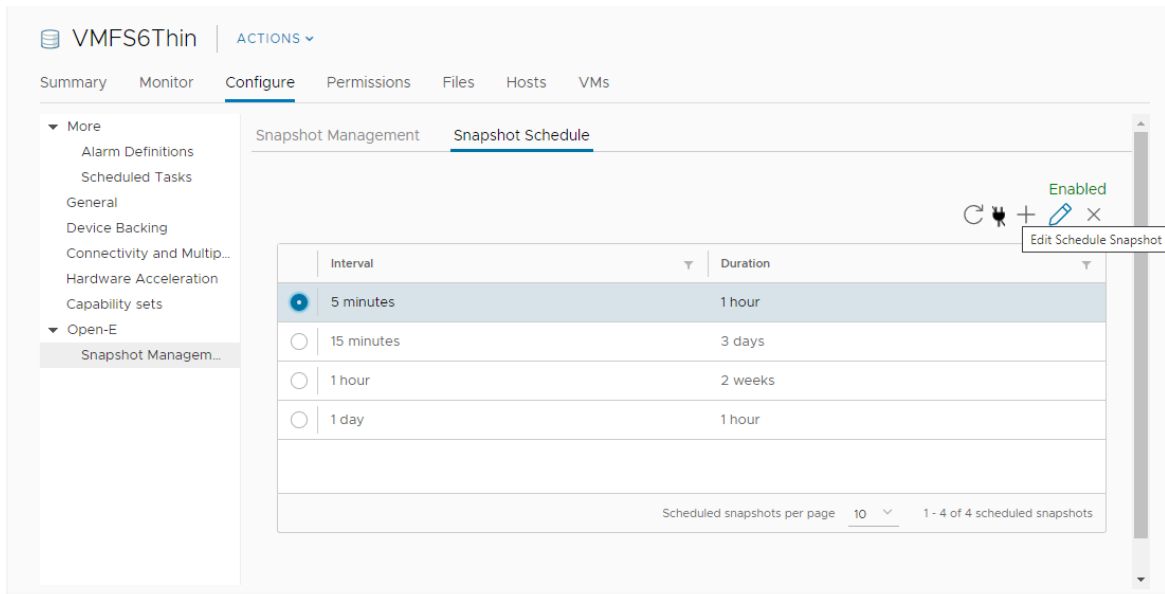 VMFS6Thin ACTIONS
Summary Monitor Configure Permissions Files Hosts VMs
More
Alarm Definitions
Scheduled Tasks
General
Device Backing
Connectivity and Multip...
Hardware Acceleration
Capability sets
Open-E
Snapshot Managem...
Snapshot Management Snapshot Schedule
Enabled
Edit Schedule Snapshot
Interval Duration
5 minutes 1 hour
15 minutes 3 days
1 hour 2 weeks
1 day 1 hour
Scheduled snapshots per page 10 1 - 4 of 4 scheduled snapshots